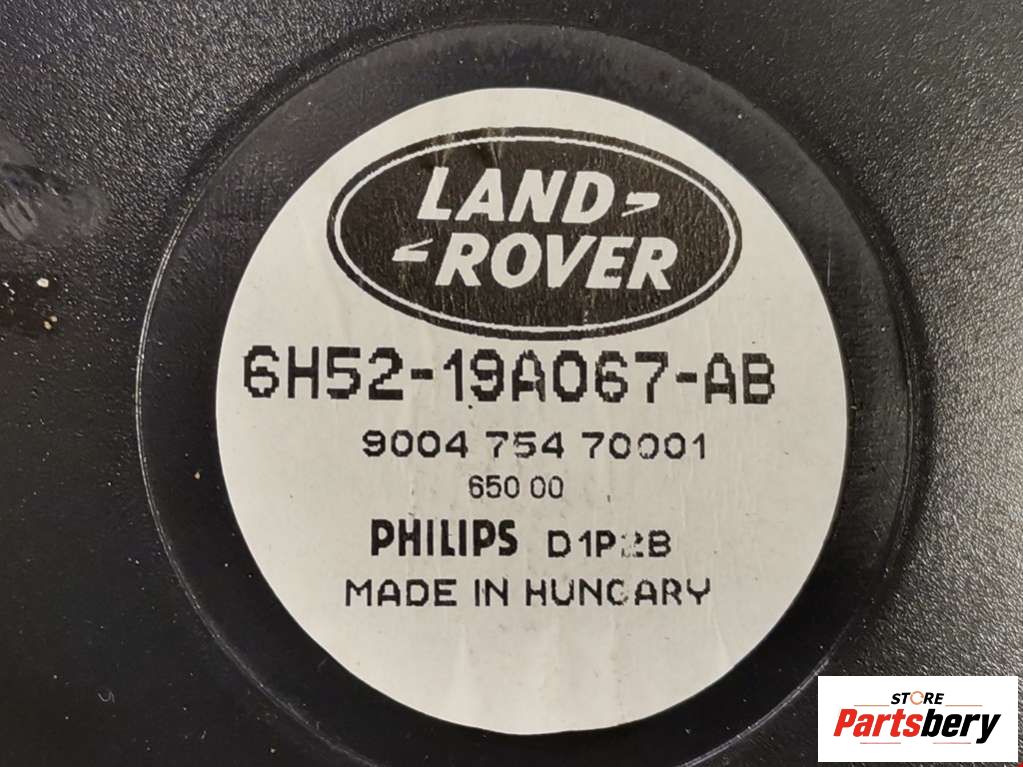 LAND
ROVER
6H52-19A067-AB
9004 754 70001
650 00
PHILIPS D1P2B
MADE IN HUNGARY
STORE
Partsbery